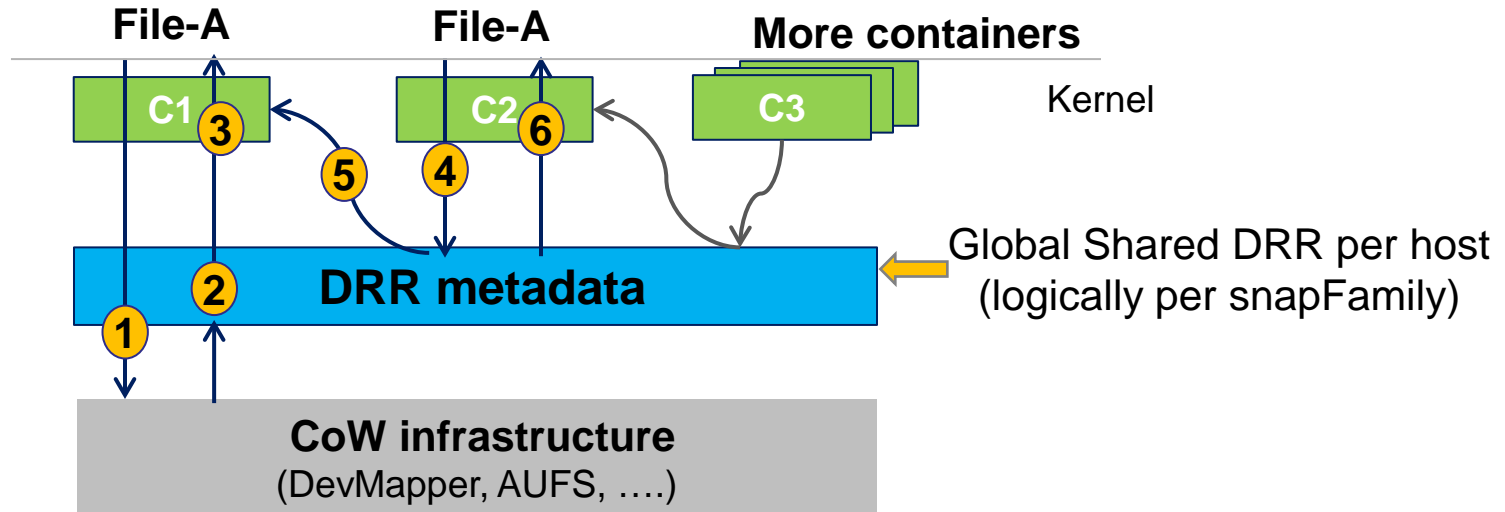 File-A
File-A
More containers
C1
C2
C3
Kernel
3
6
5
4
DRR metadata
2
1
Global Shared DRR per host
(logically per snapFamily)
CoW infrastructure
(DevMapper, AUFS, ....)